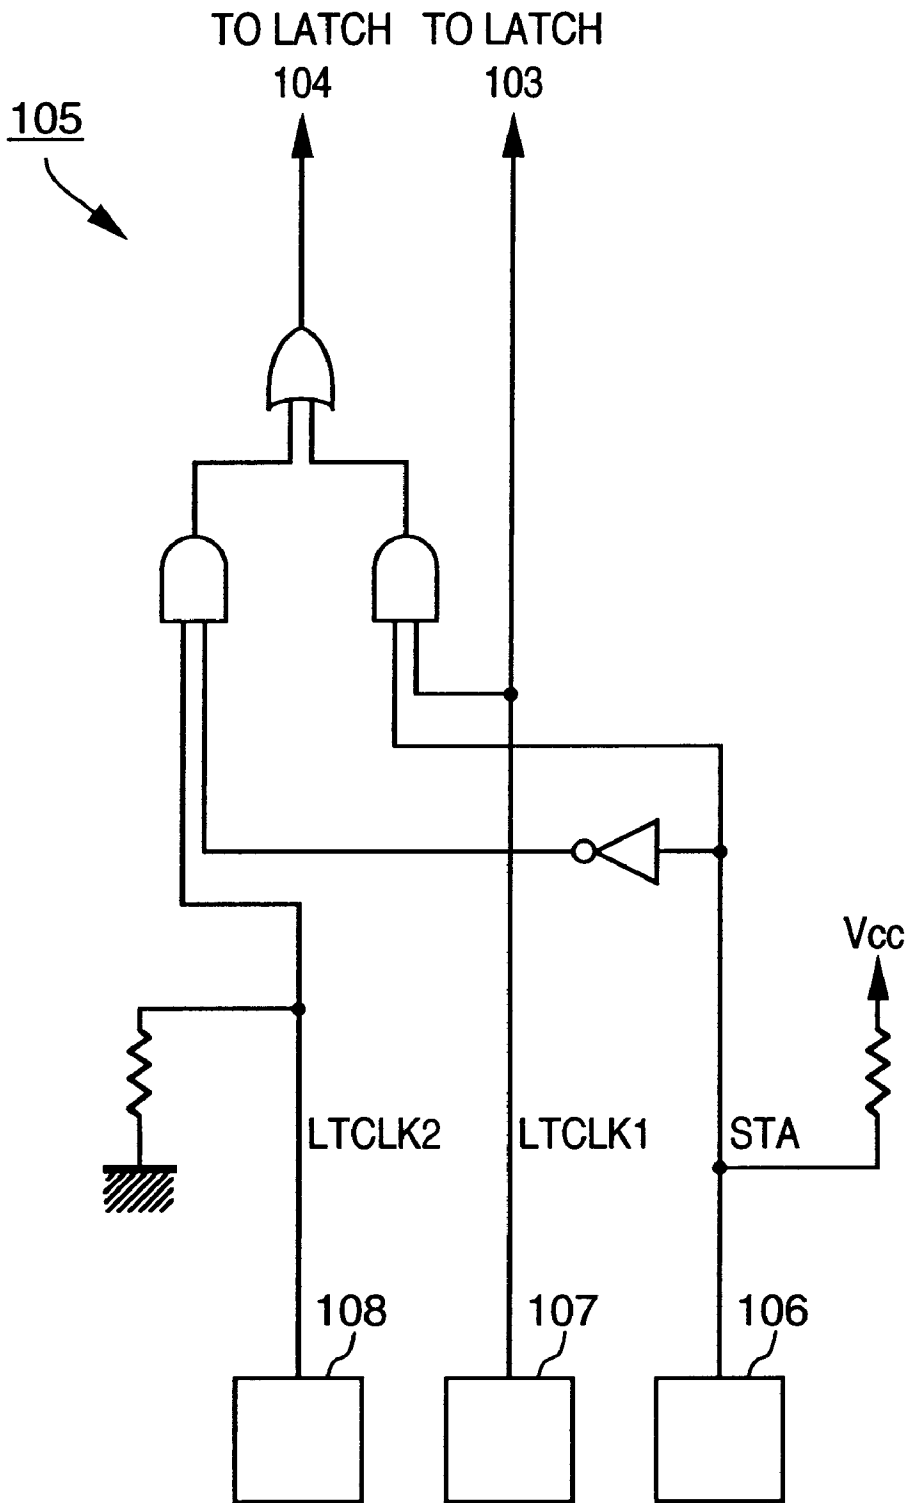 TO LATCH
104
TO LATCH
103
105
Vcc
LTCLK2
LTCLK1
STA
108
107
106